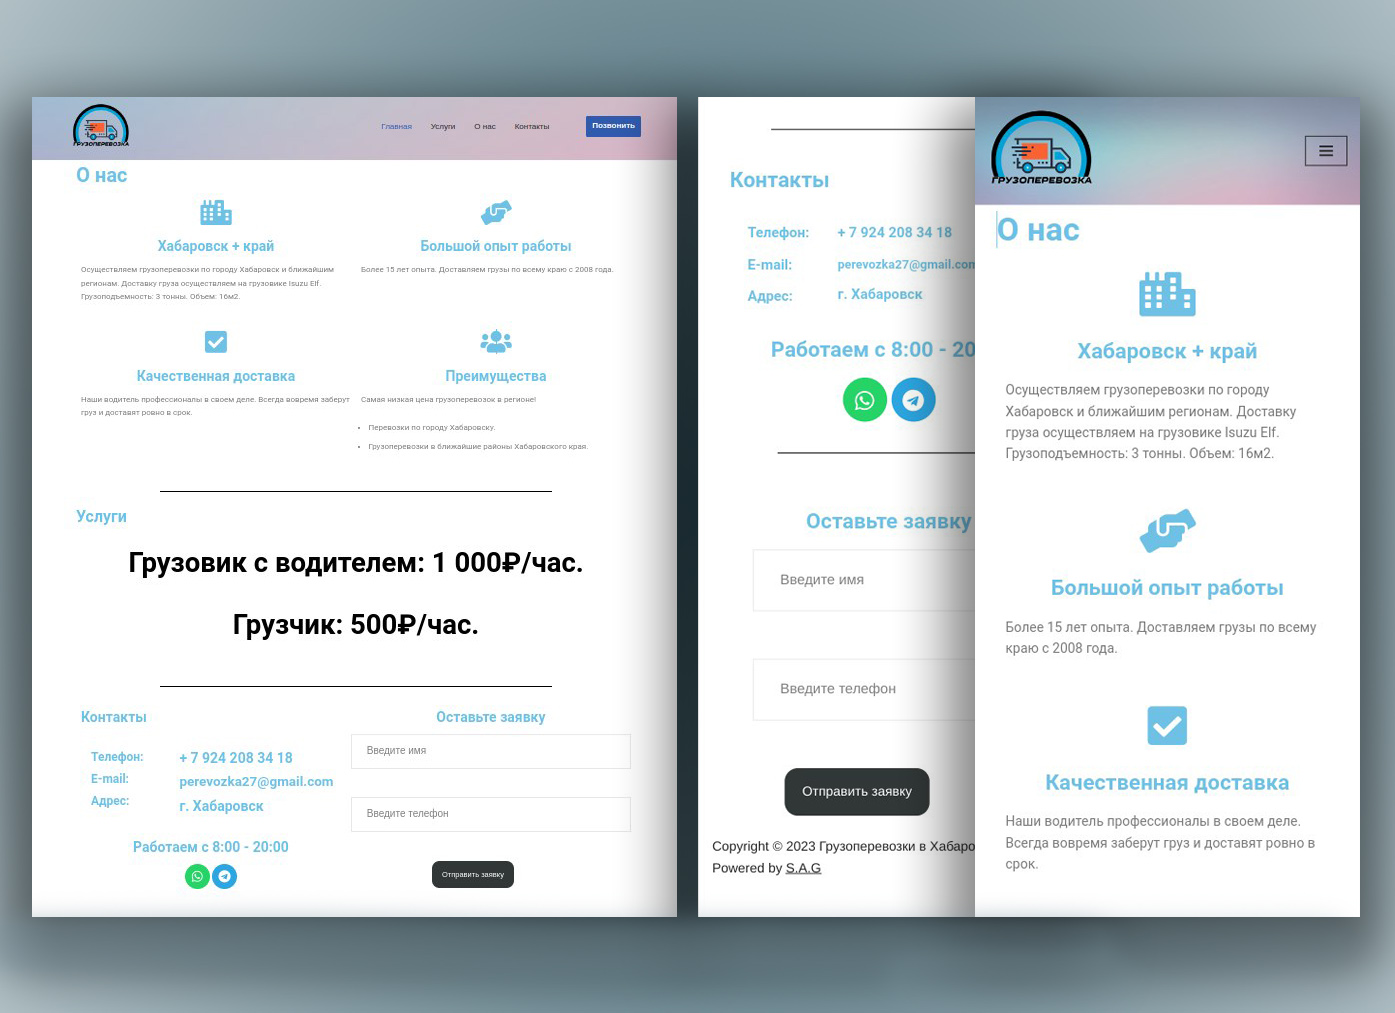 ГРУЗОПЕРЕВОЗКА
Главная Услуги О нас Контакты Позвонить
О нас
Хабаровск + край
Осуществляем грузоперевозки по городу Хабаровск и ближайшим
регионам. Доставку груза осуществляем на грузовике Isuzu Elf.
Грузоподъемность: 3 тонны. Объем: 16м2.
Большой опыт работы
Более 15 лет опыта. Доставляем грузы по всему краю с 2008 года.
Качественная доставка
Наши водитель профессионалы в своем деле. Всегда вовремя заберут
груз и доставят ровно в срок.
Преимущества
Самая низкая цена грузоперевозок в регионе!
• Перевозки по городу Хабаровску.
• Грузоперевозки в ближайшие районы Хабаровского края.
Услуги
Грузовик с водителем: 1 000₽/час.
Грузчик: 500₽/час.
Контакты
Телефон: + 7 924 208 34 18
E-mail: perevozka27@gmail.com
Адрес: г. Хабаровск
Работаем с 8:00 - 20:00
Оставьте заявку
Введите имя
Введите телефон
Отправить заявку
Контакты
Телефон: + 7 924 208 34 18
E-mail: perevozka27@gmail.com
Адрес: г. Хабаровск
Работаем с 8:00 - 20
Оставьте заявку
Введите имя
Введите телефон
Отправить заявку
Copyright © 2023 Грузоперевозки в Хабаро
Powered by S.A.G
ГРУЗОПЕРЕВОЗКА
О нас
Хабаровск + край
Осуществляем грузоперевозки по городу
Хабаровск и ближайшим регионам. Доставку
груза осуществляем на грузовике Isuzu Elf.
Грузоподъемность: 3 тонны. Объем: 16м2.
Большой опыт работы
Более 15 лет опыта. Доставляем грузы по всему
краю с 2008 года.
Качественная доставка
Наши водитель профессионалы в своем деле.
Всегда вовремя заберут груз и доставят ровно в
срок.